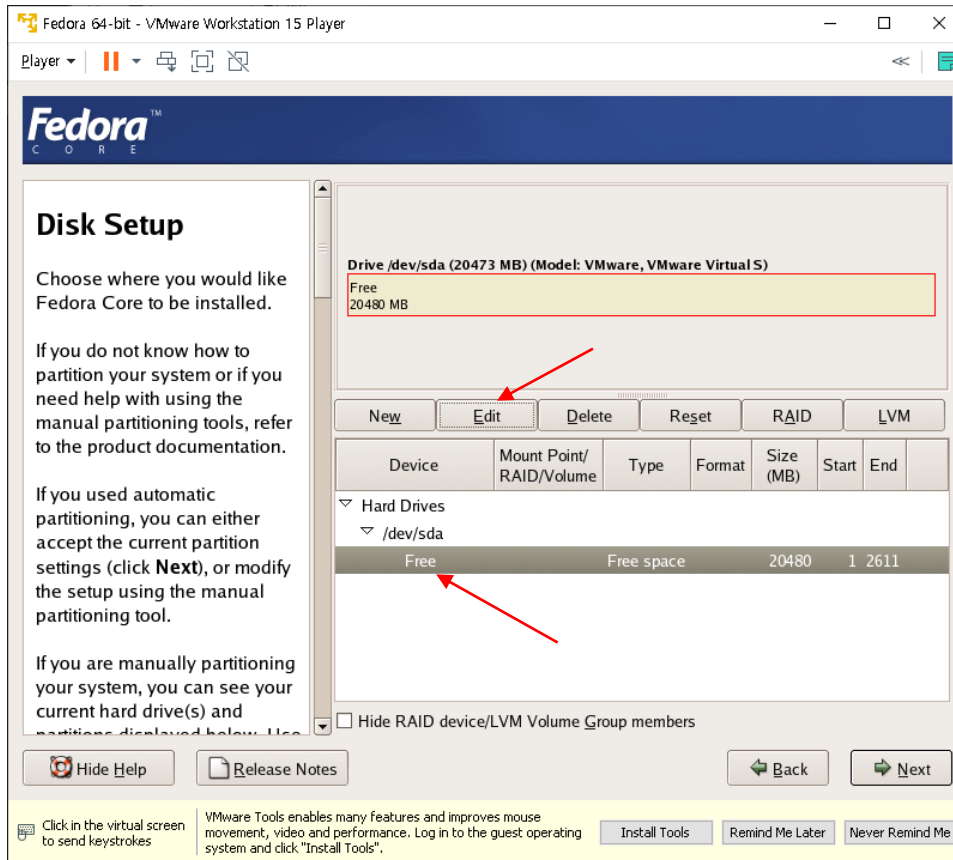 Fedora 64-bit - VMware Workstation 15 Player
Player
Fedora™
CORE
Disk Setup
Choose where you would like
Fedora Core to be installed.
If you do not know how to
partition your system or if you
need help with using the
manual partitioning tools, refer
to the product documentation.
If you used automatic
partitioning, you can either
accept the current partition
settings (click Next), or modify
the setup using the manual
partitioning tool.
If you are manually partitioning
your system, you can see your
current hard drive(s) and
partitions displayed below. Use
Drive /dev/sda (20473 MB) (Model: VMware, VMware Virtual S)
Free
20480 MB
New Edit Delete Reset RAID LVM
Device Mount Point/ RAID/Volume Type Format Size (MB) Start End
Hard Drives
/dev/sda
Free Free space 20480 1 2611
Hide RAID device/LVM Volume Group members
Hide Help Release Notes Back Next
Click in the virtual screen
to send keystrokes
VMware Tools enables many features and improves mouse
movement, video and performance. Log in to the guest operating
system and click "Install Tools".
Install Tools Remind Me Later Never Remind Me